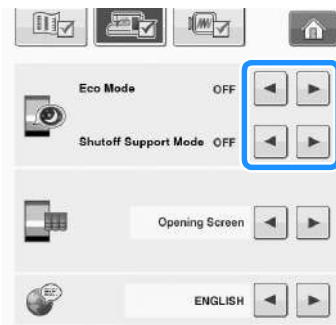 Eco Mode OFF
Shutoff Support Mode OFF
Opening Screen
ENGLISH